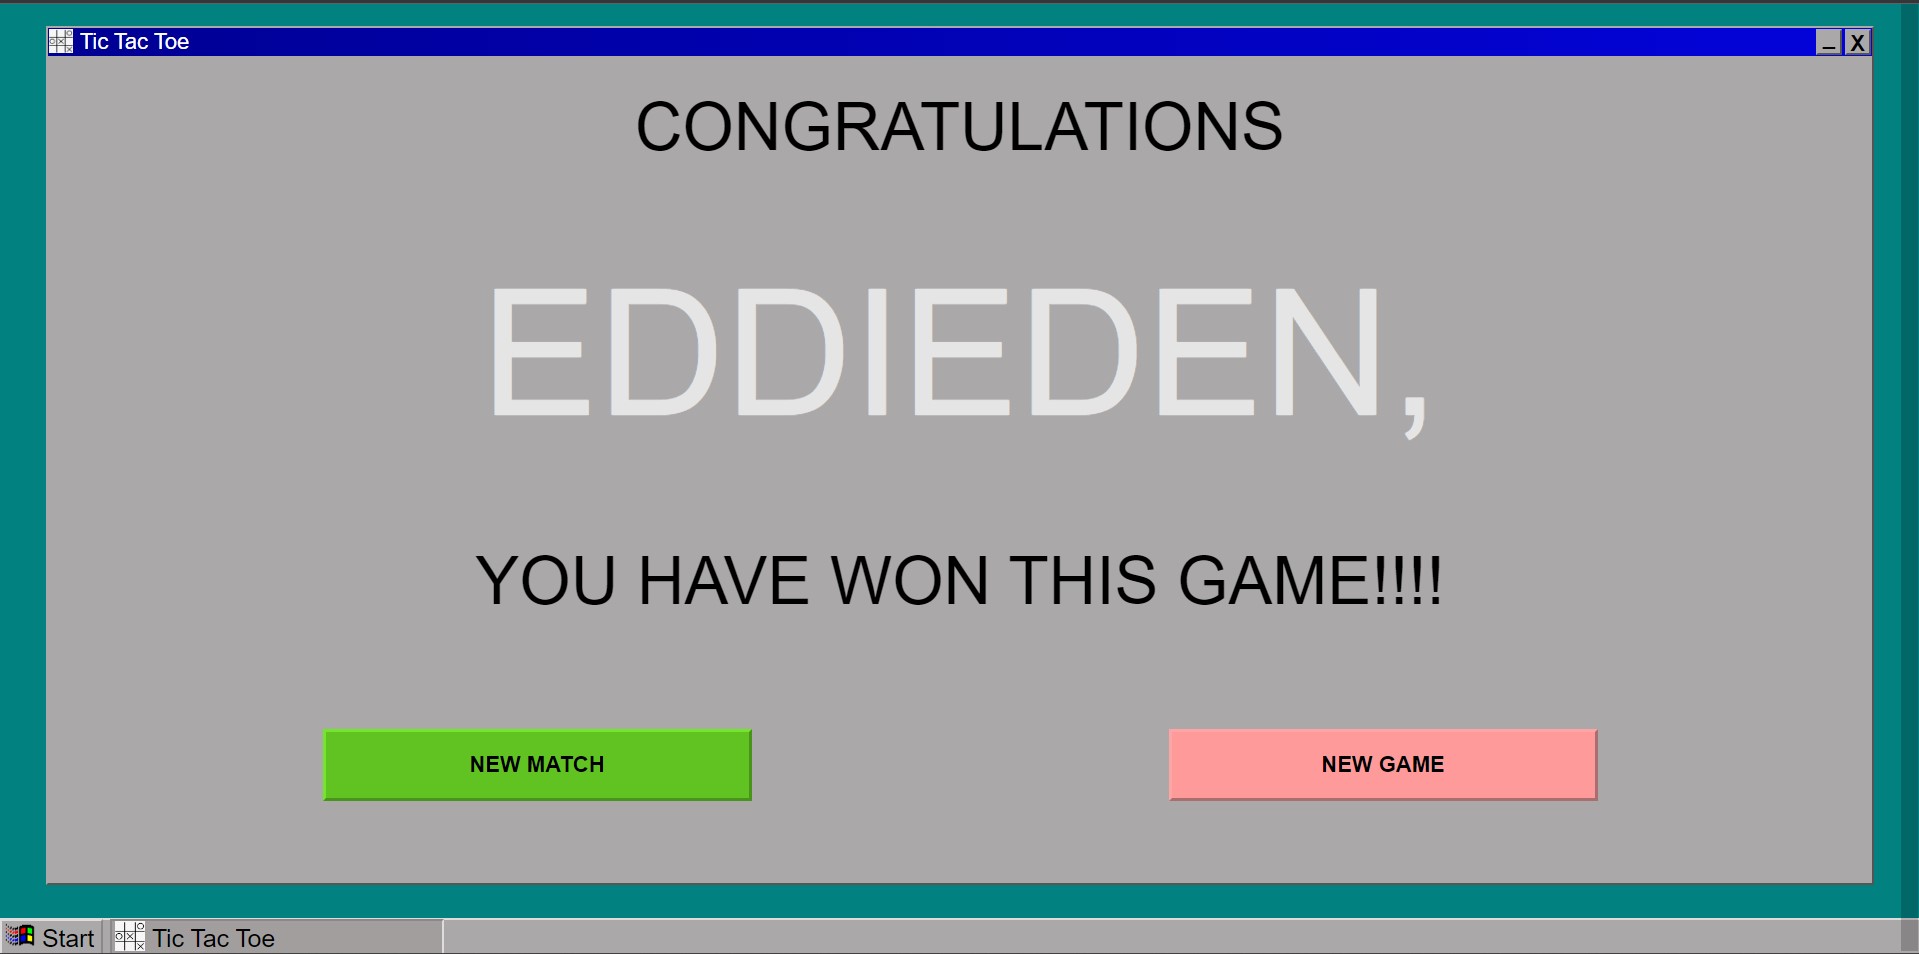 Tic Tac Toe
CONGRATULATIONS
EDDIEDEN,
YOU HAVE WON THIS GAME!!!!
NEW MATCH
NEW GAME
Start
Tic Tac Toe